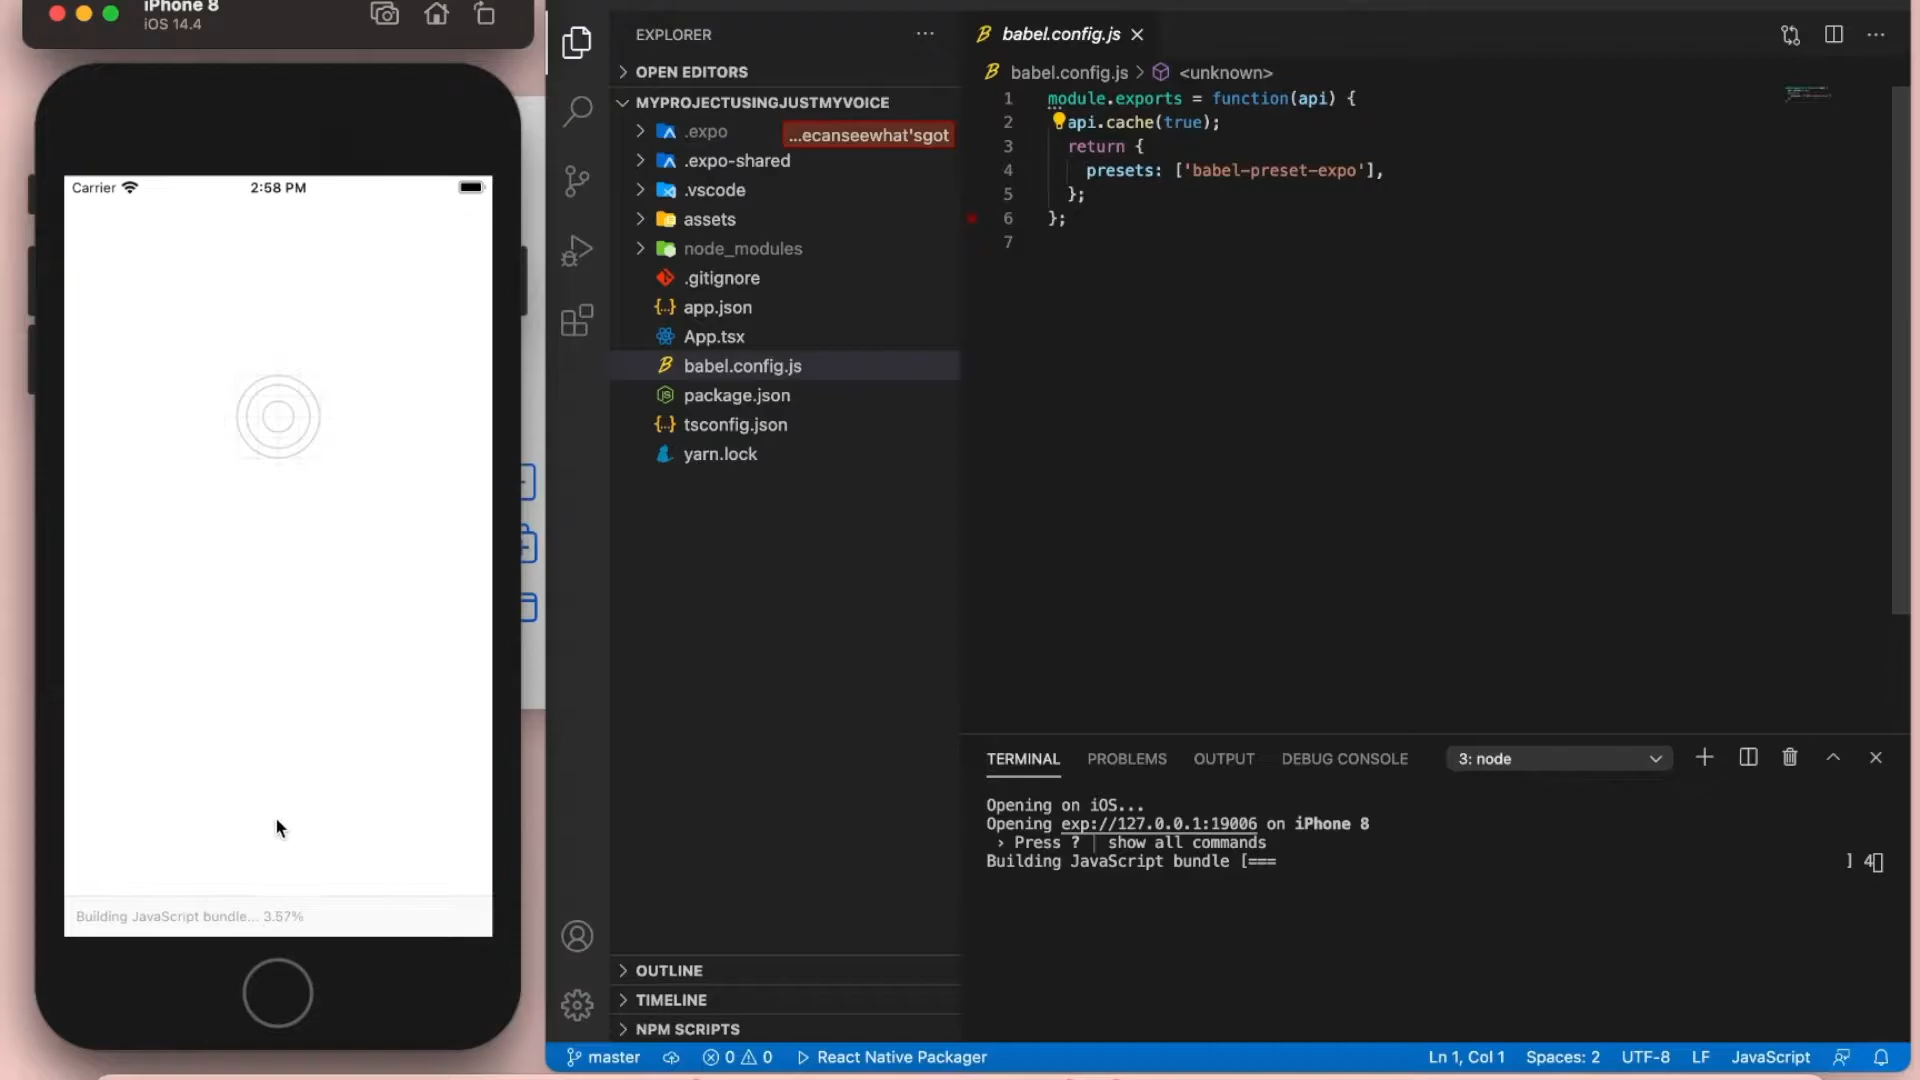 iPhone 8
iOS 14.4
Carrier
2:58 PM
Building JavaScript bundle... 3.57%
EXPLORER
OPEN EDITORS
MYPROJECTUSINGJUSTMYVOICE
.expo
...ecanseewhat'sgot
.expo-shared
.vscode
assets
node_modules
.gitignore
app.json
App.tsx
babel.config.js
package.json
tsconfig.json
yarn.lock
OUTLINE
TIMELINE
NPM SCRIPTS
babel.config.js
babel.config.js > <unknown>
1 module.exports = function(api) {
2 api.cache(true);
3 return {
4 presets: ['babel-preset-expo'],
5 };
6 };
7
TERMINAL PROBLEMS OUTPUT DEBUG CONSOLE 3: node
Opening on iOS...
Opening exp://127.0.0.1:19006 on iPhone 8
› Press ? │ show all commands
Building JavaScript bundle [=== ] 4
master 0 0 React Native Packager Ln 1, Col 1 Spaces: 2 UTF-8 LF JavaScript